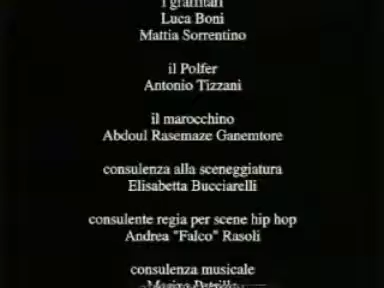 i graffitari
Luca Boni
Mattia Sorrentino
il Polfer
Antonio Tizzani
il marocchino
Abdoul Rasemaze Ganemtore
consulenza alla sceneggiatura
Elisabetta Bucciarelli
consulente regia per scene hip hop
Andrea "Falco" Rasoli
consulenza musicale